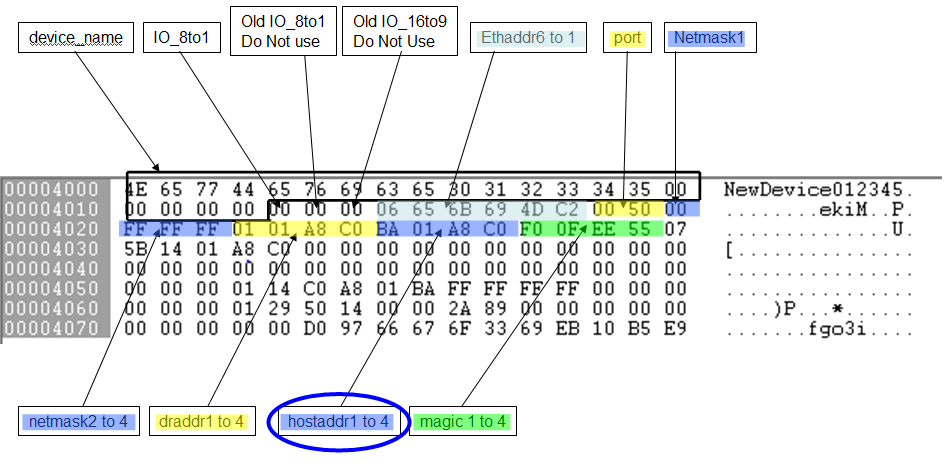 device_name
IO_8to1
Old IO_8to1
Do Not use
Old IO_16to9
Do Not Use
Ethaddr6 to 1
port
Netmask1
00004000 4E 65 77 44 65 76 69 63 65 30 31 32 33 34 35 00 NewDevice012345.
00004010 00 00 00 00 00 00 00 06 65 6B 69 4D C2 00 50 00 ........ekiM..P.
00004020 FF FF FF 01 01 A8 C0 BA 01 A8 C0 F0 0F EE 55 07 ..............U.
00004030 5B 14 01 A8 C0 00 00 00 00 00 00 00 00 00 00 00 [...............
00004040 00 00 00 00 00 00 00 00 00 00 00 00 00 00 00 00 ................
00004050 00 00 00 01 14 C0 A8 01 BA FF FF FF FF 00 00 00 ................
00004060 00 00 00 01 29 50 14 00 00 2A 89 00 00 00 00 00 ....)P...*......
00004070 00 00 00 00 00 D0 97 66 67 6F 33 69 EB 10 B5 E9 .......fgo3i....
netmask2 to 4
draddr1 to 4
hostaddr1 to 4
magic 1 to 4